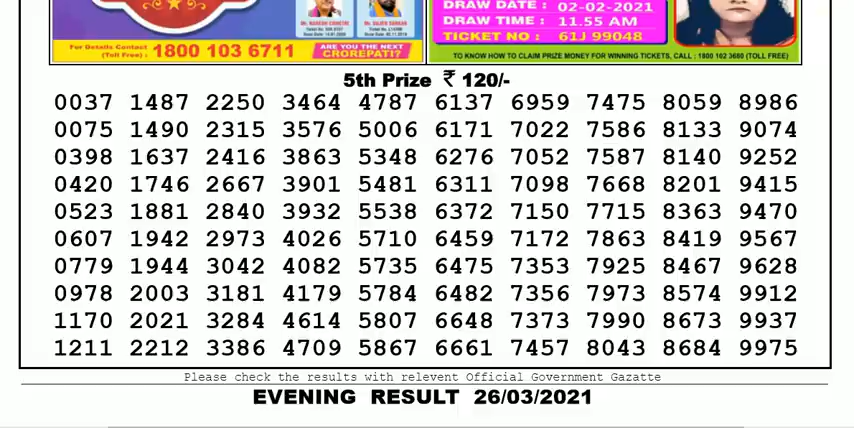 DRAW DATE : 02-02-2021
DRAW TIME : 11.55 AM
TICKET NO : 61J 99048
Mr.
Mr.
For Details Contact
(Toll Free) : 1800 103 6711
ARE YOU THE NEXT
CROREPATI?
TO KNOW HOW TO CLAIM PRIZE MONEY FOR WINNING TICKETS, CALL : 1800 102 3680 (TOLL FREE)
5th Prize ₹ 120/-
0037 1487 2250 3464 4787 6137 6959 7475 8059 8986
0075 1490 2315 3576 5006 6171 7022 7586 8133 9074
0398 1637 2416 3863 5348 6276 7052 7587 8140 9252
0420 1746 2667 3901 5481 6311 7098 7668 8201 9415
0523 1881 2840 3932 5538 6372 7150 7715 8363 9470
0607 1942 2973 4026 5710 6459 7172 7863 8419 9567
0779 1944 3042 4082 5735 6475 7353 7925 8467 9628
0978 2003 3181 4179 5784 6482 7356 7973 8574 9912
1170 2021 3284 4614 5807 6648 7373 7990 8673 9937
1211 2212 3386 4709 5867 6661 7457 8043 8684 9975
Please check the results with relevent Official Government Gazatte
EVENING RESULT 26/03/2021